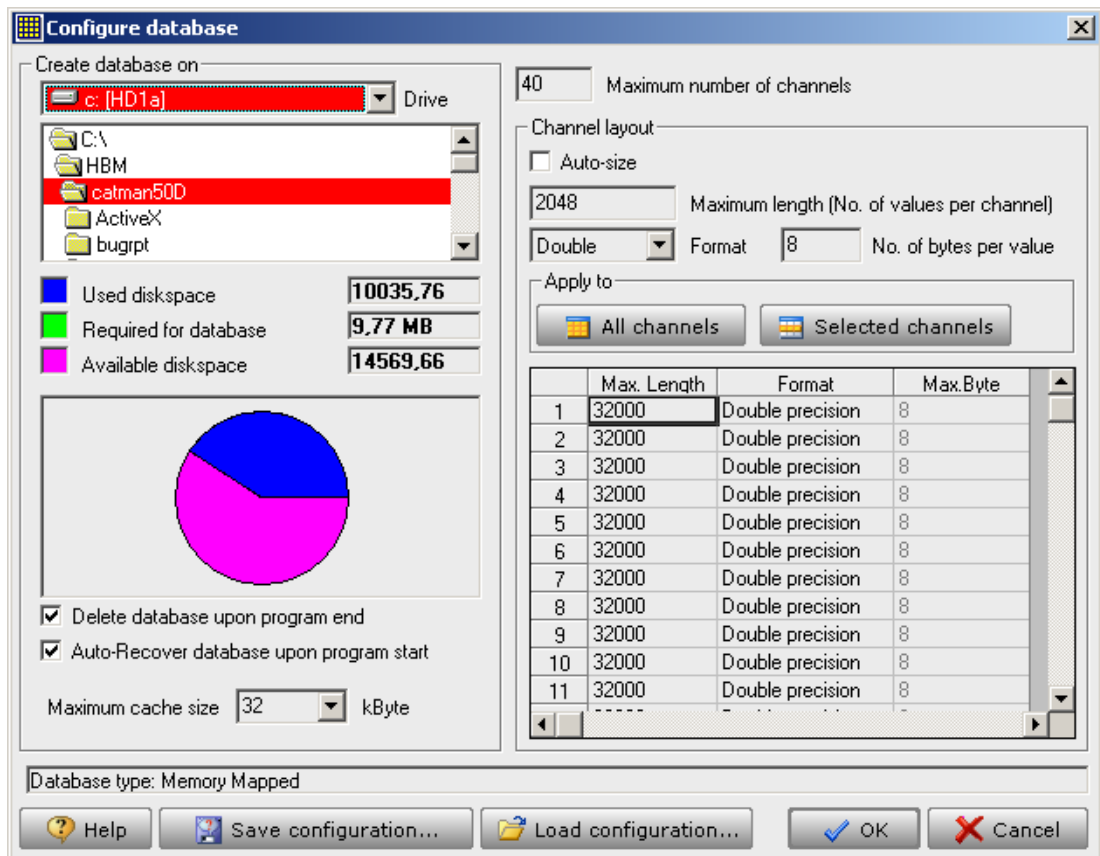 Configure database
Create database on
c: [HD1a]
Drive
C:\
HBM
catman50D
ActiveX
bugrpt
Used diskspace 10035,76
Required for database 9,77 MB
Available diskspace 14569,66
Delete database upon program end
Auto-Recover database upon program start
Maximum cache size 32 kByte
40 Maximum number of channels
Channel layout
Auto-size
2048 Maximum length (No. of values per channel)
Double Format 8 No. of bytes per value
Apply to
All channels Selected channels
Max. Length Format Max.Byte
1 32000 Double precision 8
2 32000 Double precision 8
3 32000 Double precision 8
4 32000 Double precision 8
5 32000 Double precision 8
6 32000 Double precision 8
7 32000 Double precision 8
8 32000 Double precision 8
9 32000 Double precision 8
10 32000 Double precision 8
11 32000 Double precision 8
Database type: Memory Mapped
Help Save configuration... Load configuration... OK Cancel